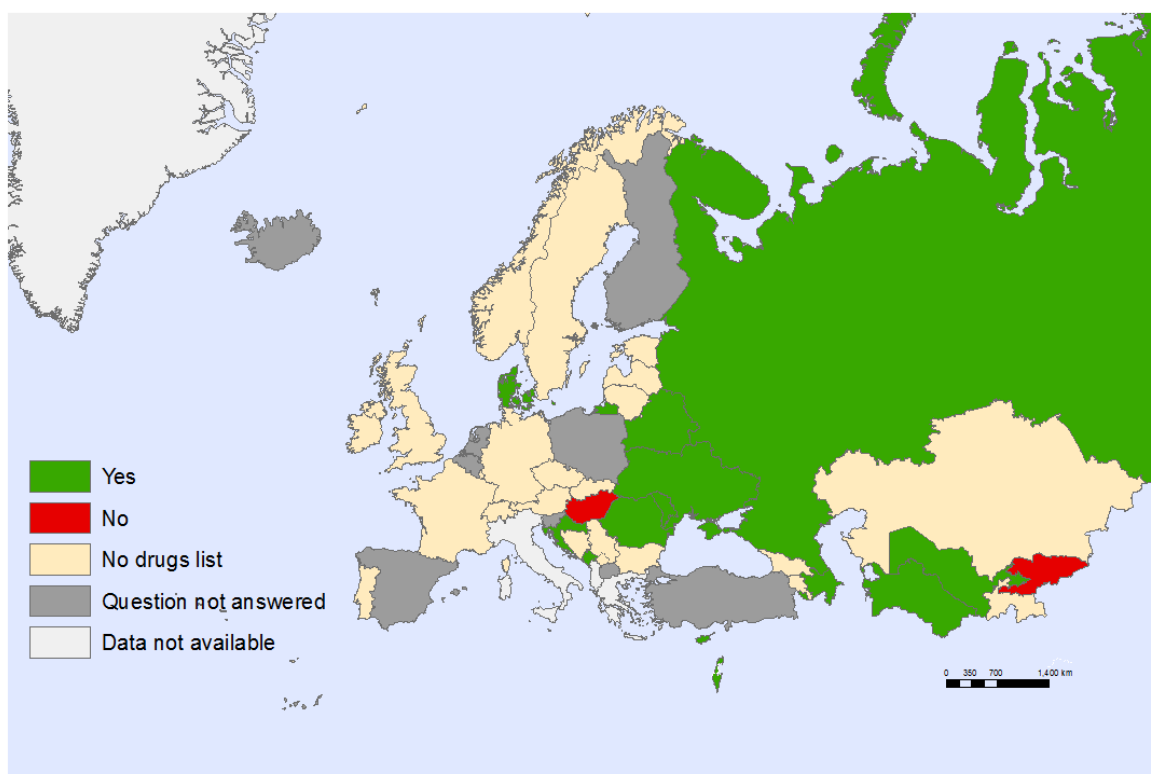 Yes
No
No drugs list
Question not answered
Data not available
0 350 700 1,400 km